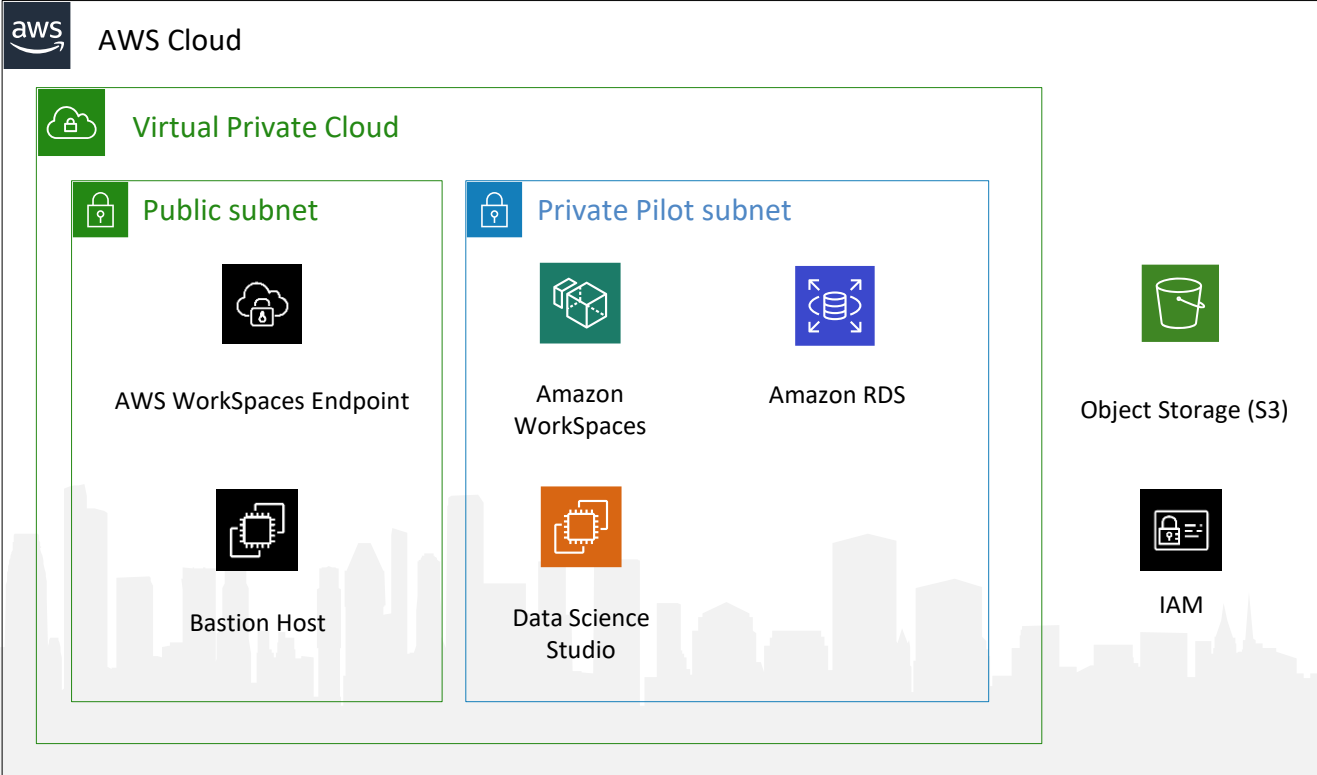 aws
AWS Cloud
Virtual Private Cloud
Public subnet
Private Pilot subnet
AWS WorkSpaces Endpoint
Amazon
WorkSpaces
Amazon RDS
Object Storage (S3)
Bastion Host
Data Science
Studio
IAM